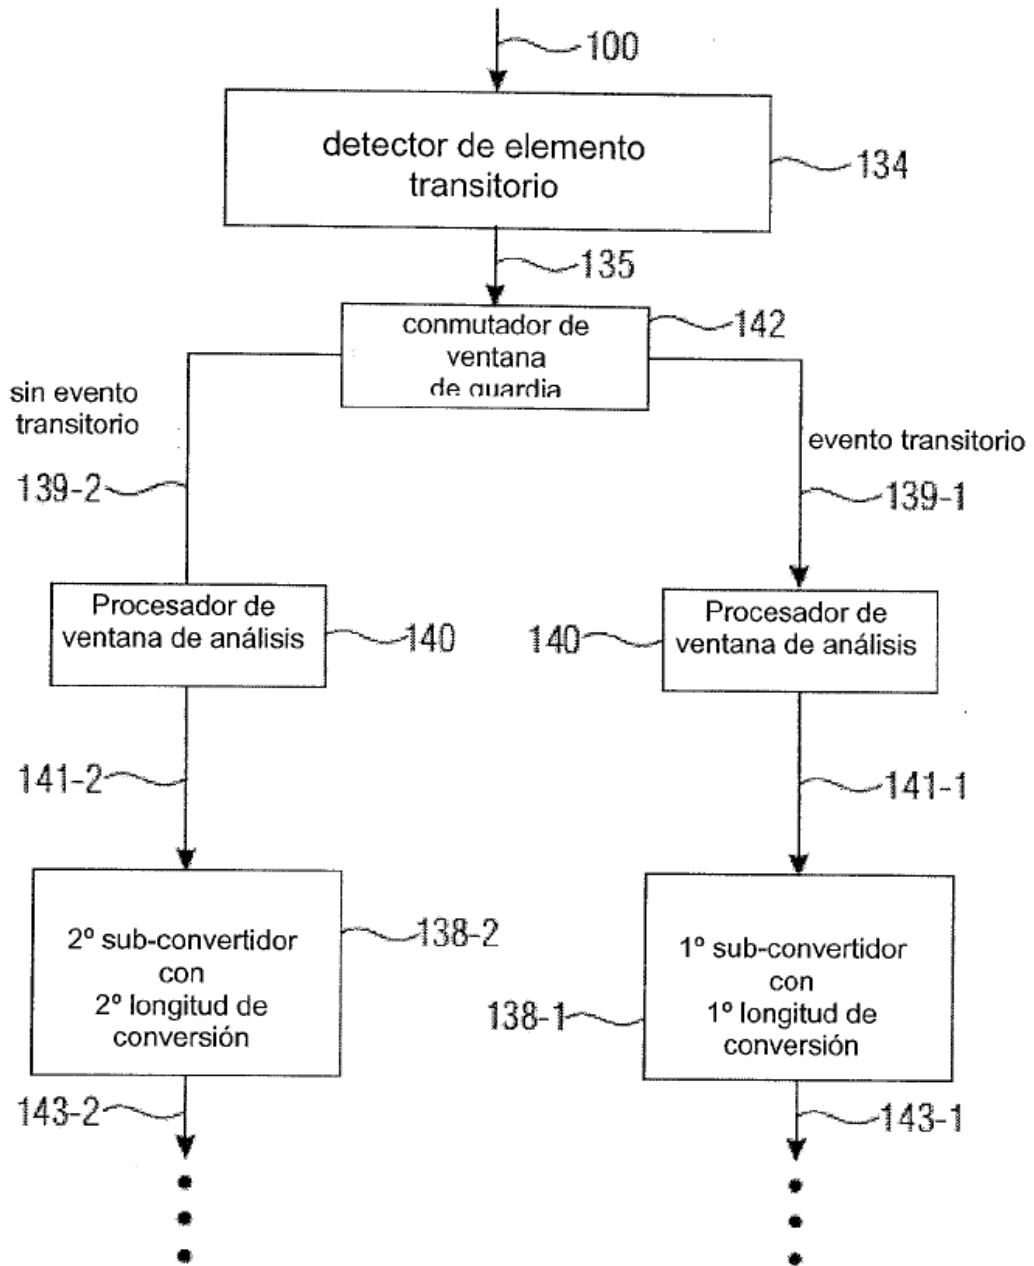 100
detector de elemento
transitorio
134
135
conmutador de
ventana
de guardia
142
sin evento
transitorio
evento transitorio
139-2
139-1
Procesador de
ventana de análisis
140
140
Procesador de
ventana de análisis
141-2
141-1
2º sub-convertidor
con
2º longitud de
conversión
138-2
1º sub-convertidor
con
1º longitud de
conversión
138-1
143-2
143-1